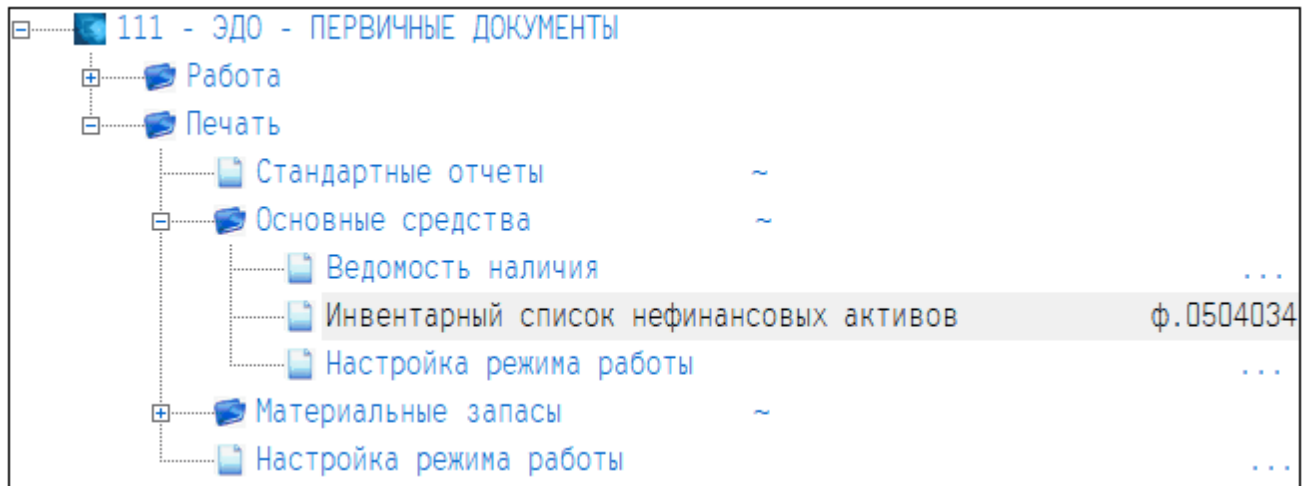 111 - ЭДО - ПЕРВИЧНЫЕ ДОКУМЕНТЫ
Работа
Печать
Стандартные отчеты ~
Основные средства ~
Ведомость наличия ...
Инвентарный список нефинансовых активов ф.0504034
Настройка режима работы ...
Материальные запасы ~
Настройка режима работы ...